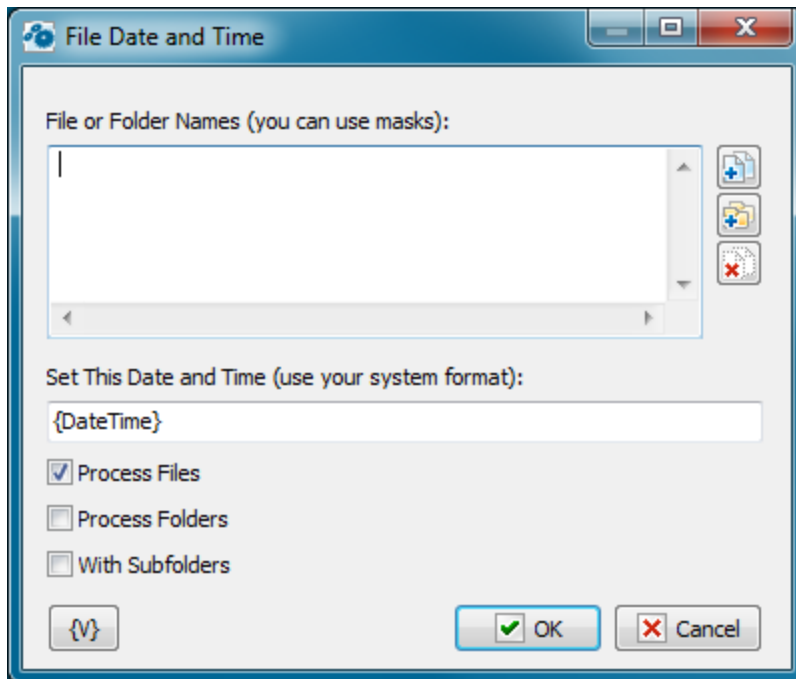 File Date and Time
File or Folder Names (you can use masks):
Set This Date and Time (use your system format):
{DateTime}
Process Files
Process Folders
With Subfolders
{V} OK Cancel